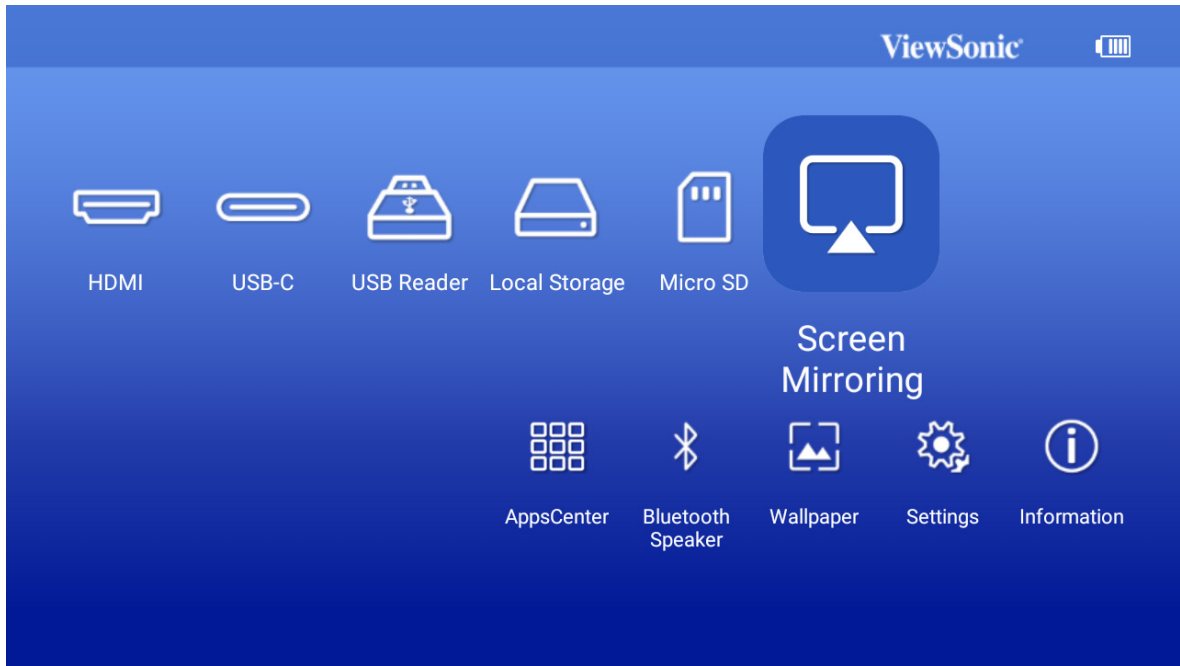 ViewSonic®
HDMI
USB-C
USB Reader
Local Storage
Micro SD
Screen
Mirroring
AppsCenter
Bluetooth
Speaker
Wallpaper
Settings
Information